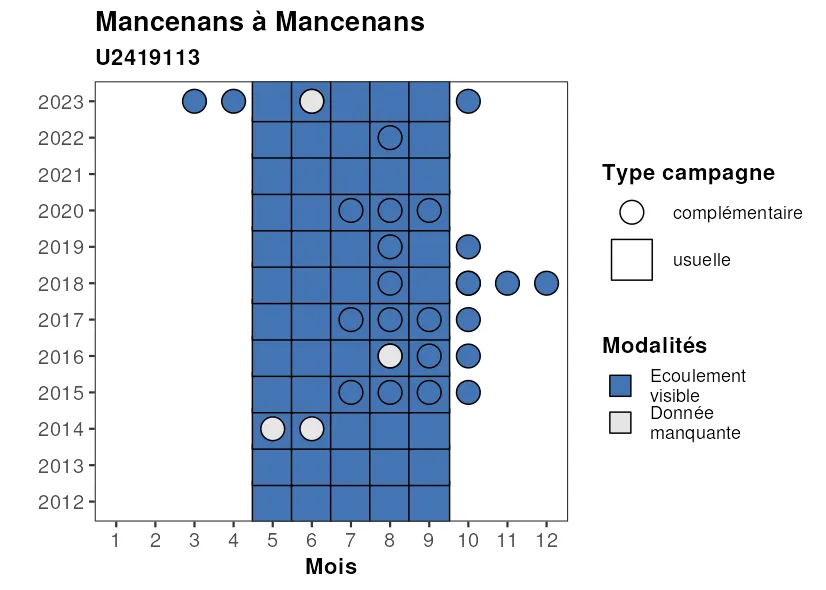 Mancenans à Mancenans
U2419113
2023
2022
2021
2020
2019
2018
2017
2016
2015
2014
2013
2012
1 2 3 4 5 6 7 8 9 10 11 12
Mois
Type campagne
complémentaire
usuelle
Modalités
Ecoulement
visible
Donnée
manquante